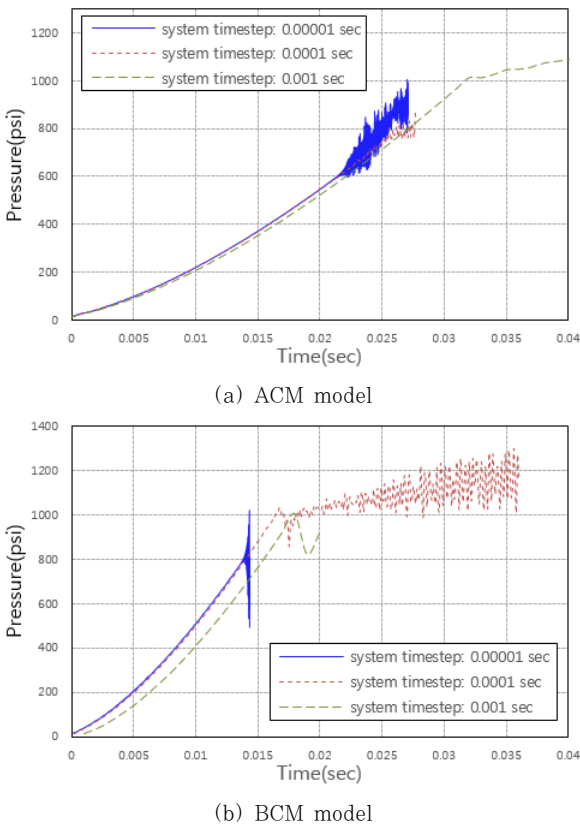 1200
1000
800
600
400
200
0
Pressure(psi)
system timestep: 0.00001 sec
system timestep: 0.0001 sec
system timestep: 0.001 sec
0 0.005 0.01 0.015 0.02 0.025 0.03 0.035 0.04
Time(sec)
(a) ACM model
1400
1200
1000
800
600
400
200
0
Pressure(psi)
system timestep: 0.00001 sec
system timestep: 0.0001 sec
system timestep: 0.001 sec
0 0.005 0.01 0.015 0.02 0.025 0.03 0.035 0.04
Time(sec)
(b) BCM model